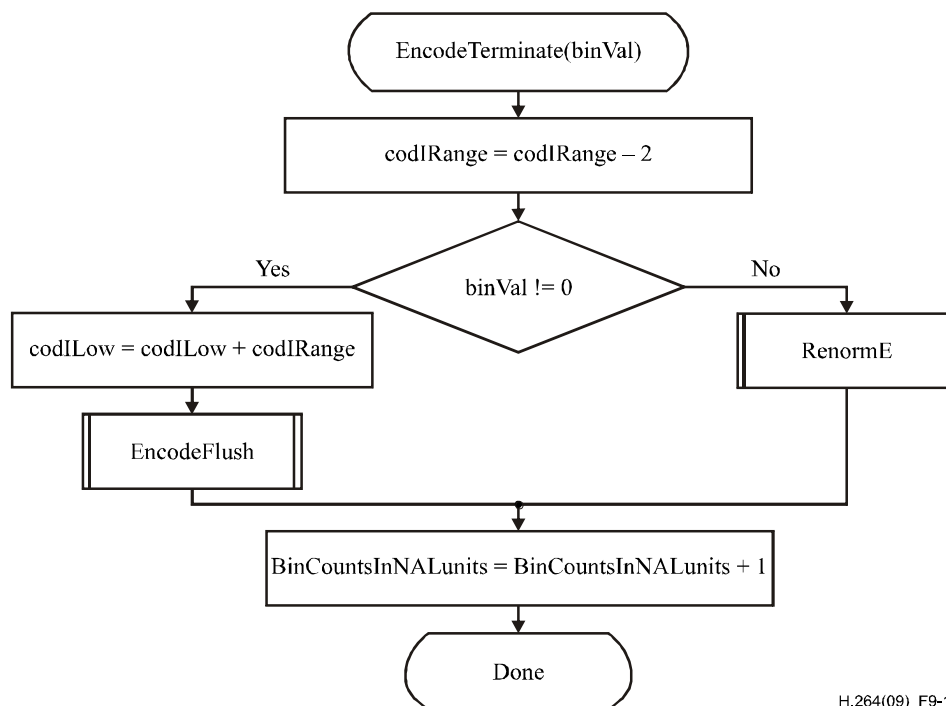 EncodeTerminate(binVal)
codIRange = codIRange – 2
binVal != 0
Yes
No
codILow = codILow + codIRange
RenormE
EncodeFlush
BinCountsInNALunits = BinCountsInNALunits + 1
Done
H.264(09)_F9-1